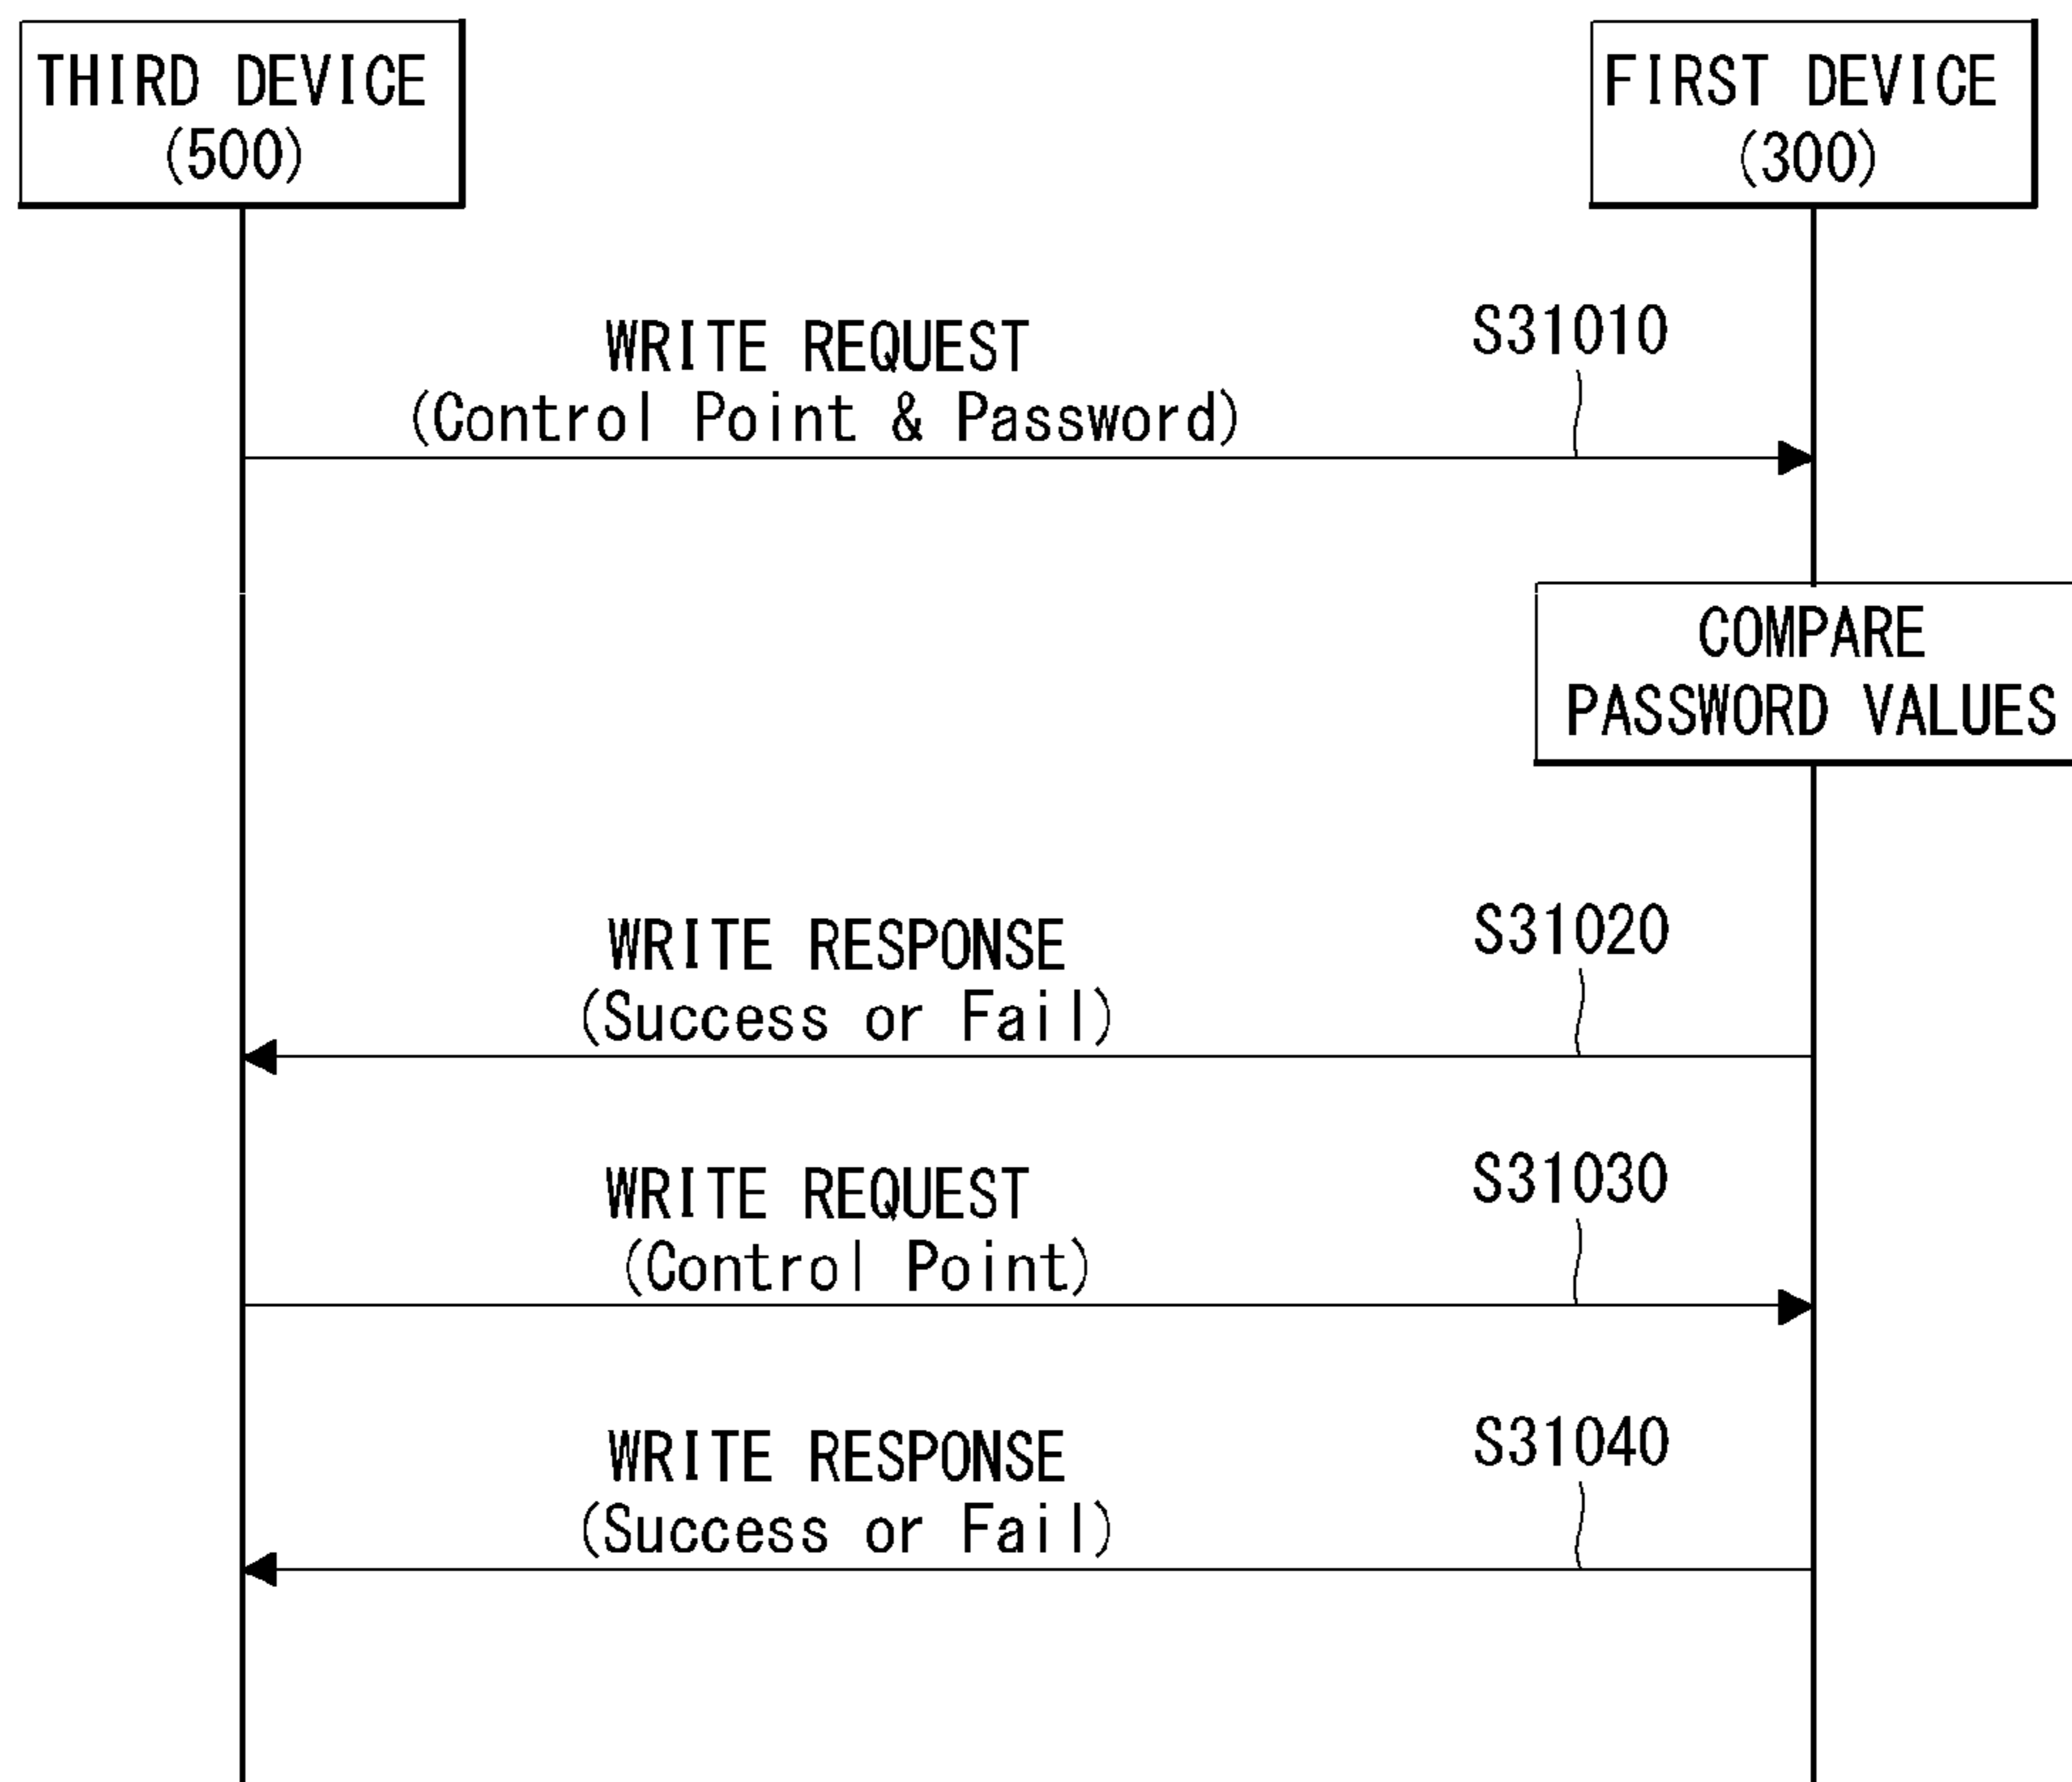 THIRD DEVICE
(500)
FIRST DEVICE
(300)
WRITE REQUEST
(Control Point & Password)
S31010
COMPARE
PASSWORD VALUES
WRITE RESPONSE
(Success or Fail)
S31020
WRITE REQUEST
(Control Point)
S31030
WRITE RESPONSE
(Success or Fail)
S31040